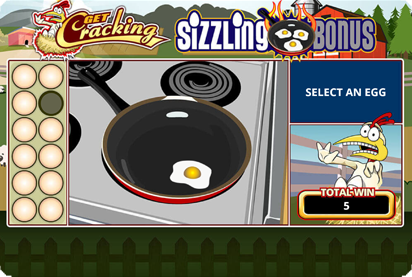 GET
Cracking
SIZZLING BONUS
SELECT AN EGG
TOTAL WIN
5